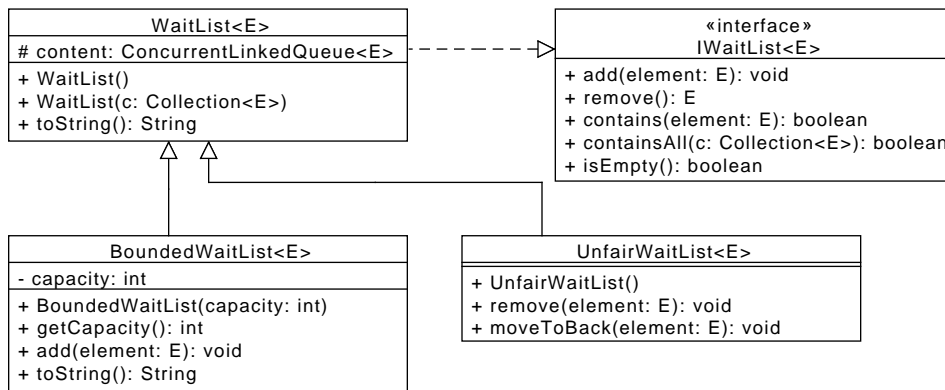 WaitList<E>
# content: ConcurrentLinkedQueue<E>
+ WaitList()
+ WaitList(c: Collection<E>)
+ toString(): String
«interface»
IWaitList<E>
+ add(element: E): void
+ remove(): E
+ contains(element: E): boolean
+ containsAll(c: Collection<E>): boolean
+ isEmpty(): boolean
BoundedWaitList<E>
- capacity: int
+ BoundedWaitList(capacity: int)
+ getCapacity(): int
+ add(element: E): void
+ toString(): String
UnfairWaitList<E>
+ UnfairWaitList()
+ remove(element: E): void
+ moveToBack(element: E): void